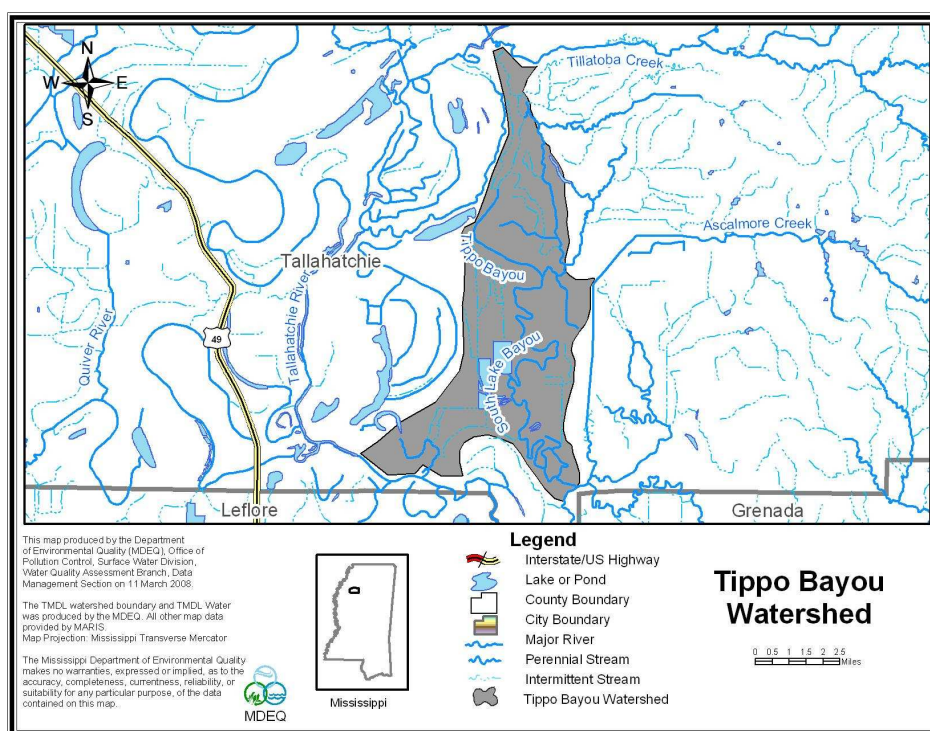 N
W E
S
Tillatoba Creek
Ascalmore Creek
Tippo Bayou
Tallahatchie
Tallahatchie River
Quiver River
49
South Lake Bayou
Leflore
Grenada
This map produced by the Department
of Environmental Quality (MDEQ), Office of
Pollution Control, Surface Water Division,
Water Quality Assessment Branch, Data
Management Section on 11 March 2008.
The TMDL watershed boundary and TMDL Water
was produced by the MDEQ. All other map data
provided by MARIS.
Map Projection: Mississippi Transverse Mercator
The Mississippi Department of Environmental Quality
makes no warranties, expressed or implied, as to the
accuracy, completeness, currentness, reliability, or
suitability for any particular purpose, of the data
contained on this map.
MDEQ
Mississippi
Legend
Interstate/US Highway
Lake or Pond
County Boundary
City Boundary
Major River
Perennial Stream
Intermittent Stream
Tippo Bayou Watershed
Tippo Bayou
Watershed
0 0.5 1 1.5 2 2.5
Miles